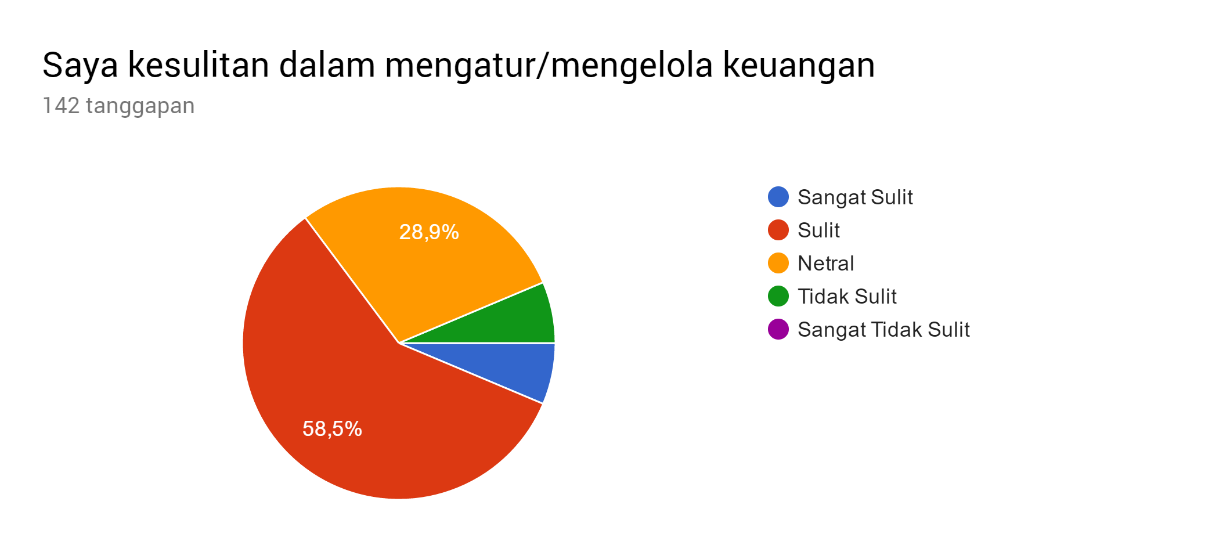 Saya kesulitan dalam mengatur/mengelola keuangan
142 tanggapan
28,9%
58,5%
Sangat Sulit
Sulit
Netral
Tidak Sulit
Sangat Tidak Sulit